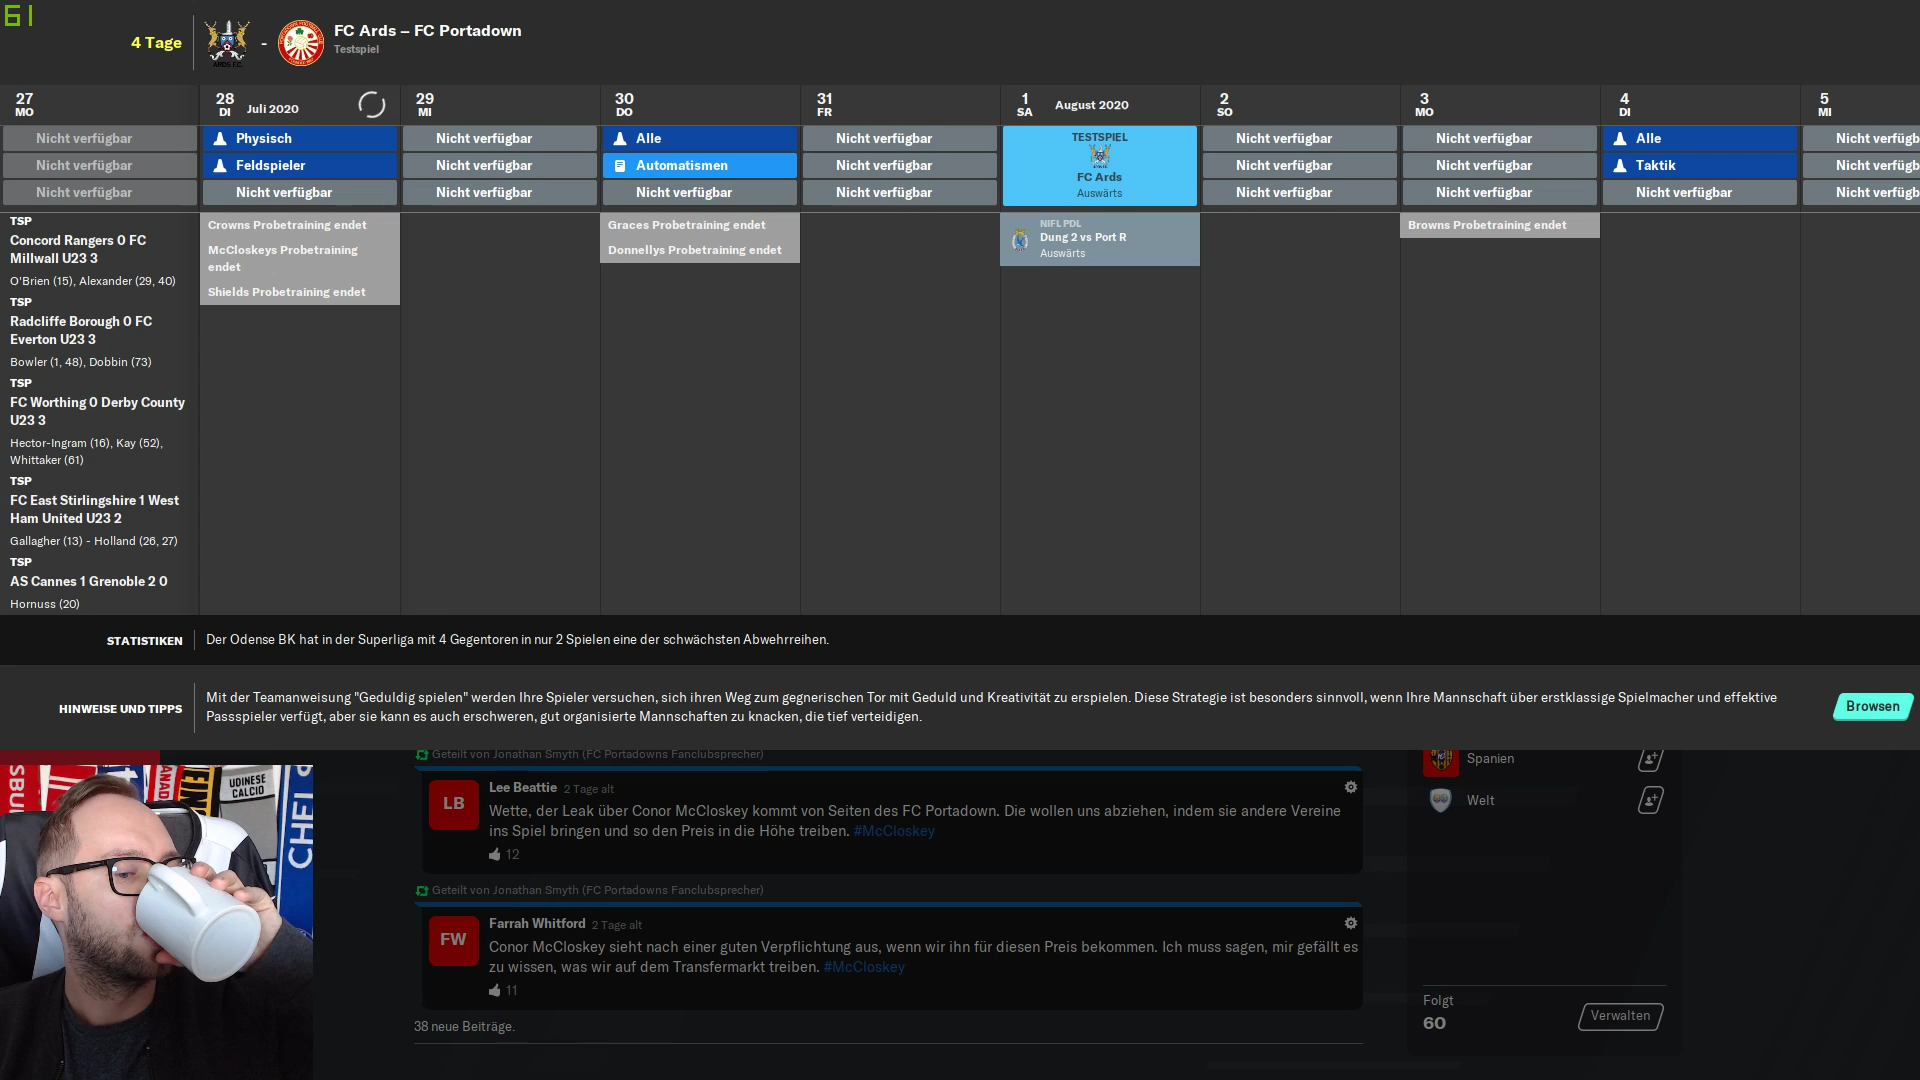 61
4 Tage
-
FC Ards – FC Portadown
Testspiel
27
MO
28
DI
Juli 2020
29
MI
30
DO
31
FR
1
SA
August 2020
2
SO
3
MO
4
DI
5
MI
Nicht verfügbar
Nicht verfügbar
Nicht verfügbar
Physisch
Feldspieler
Nicht verfügbar
Nicht verfügbar
Nicht verfügbar
Nicht verfügbar
Alle
Automatismen
Nicht verfügbar
Nicht verfügbar
Nicht verfügbar
Nicht verfügbar
TESTSPIEL
FC Ards
Auswärts
Nicht verfügbar
Nicht verfügbar
Nicht verfügbar
Nicht verfügbar
Nicht verfügbar
Nicht verfügbar
Alle
Taktik
Nicht verfügbar
Nicht verfügb
Nicht verfügb
Nicht verfügb
TSP
Concord Rangers 0 FC
Millwall U23 3
O'Brien (15), Alexander (29, 40)
TSP
Radcliffe Borough 0 FC
Everton U23 3
Bowler (1, 48), Dobbin (73)
TSP
FC Worthing 0 Derby County
U23 3
Hector-Ingram (16), Kay (52),
Whittaker (61)
TSP
FC East Stirlingshire 1 West
Ham United U23 2
Gallagher (13) - Holland (26, 27)
TSP
AS Cannes 1 Grenoble 2 0
Hornuss (20)
Crowns Probetraining endet
McCloskeys Probetraining
endet
Shields Probetraining endet
Graces Probetraining endet
Donnellys Probetraining endet
NIFL PDL
Dung 2 vs Port R
Auswärts
Browns Probetraining endet
STATISTIKEN
Der Odense BK hat in der Superliga mit 4 Gegentoren in nur 2 Spielen eine der schwächsten Abwehrreihen.
HINWEISE UND TIPPS
Mit der Teamanweisung "Geduldig spielen" werden Ihre Spieler versuchen, sich ihren Weg zum gegnerischen Tor mit Geduld und Kreativität zu erspielen. Diese Strategie ist besonders sinnvoll, wenn Ihre Mannschaft über erstklassige Spielmacher und effektive
Passspieler verfügt, aber sie kann es auch erschweren, gut organisierte Mannschaften zu knacken, die tief verteidigen.
Browsen
Geteilt von Jonathan Smyth (FC Portadowns Fanclubsprecher)
LB
Lee Beattie 2 Tage alt
Wette, der Leak über Conor McCloskey kommt von Seiten des FC Portadown. Die wollen uns abziehen, indem sie andere Vereine
ins Spiel bringen und so den Preis in die Höhe treiben. #McCloskey
12
Geteilt von Jonathan Smyth (FC Portadowns Fanclubsprecher)
FW
Farrah Whitford 2 Tage alt
Conor McCloskey sieht nach einer guten Verpflichtung aus, wenn wir ihn für diesen Preis bekommen. Ich muss sagen, mir gefällt es
zu wissen, was wir auf dem Transfermarkt treiben. #McCloskey
11
38 neue Beiträge.
Spanien
Welt
Folgt
60
Verwalten
SBU
UDINESE
CALCIO
CHELS